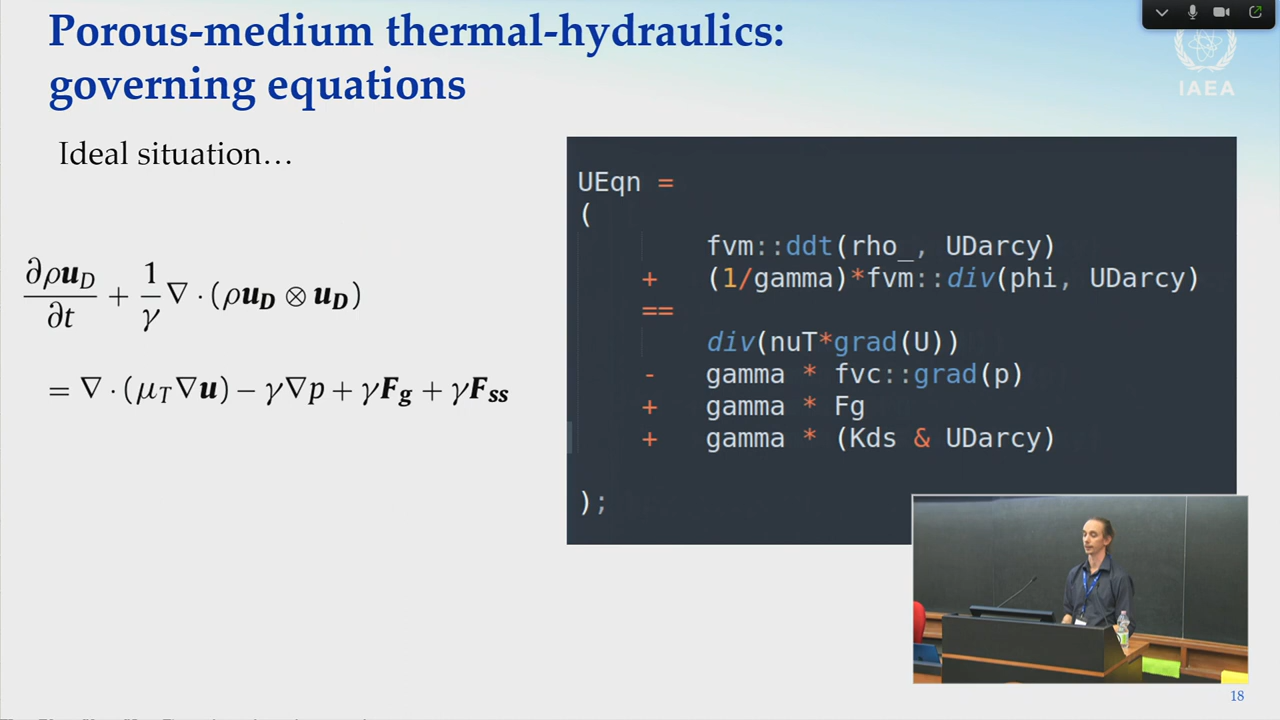 Porous-medium thermal-hydraulics:
governing equations
IAEA
Ideal situation…
∂ρu_D/∂t + 1/γ ∇ · (ρu_D ⊗ u_D)
= ∇ · (μ_T ∇u) − γ∇p + γF_g + γF_ss
UEqn =
(
fvm::ddt(rho_, UDarcy)
+ (1/gamma)*fvm::div(phi, UDarcy)
==
div(nuT*grad(U))
- gamma * fvc::grad(p)
+ gamma * Fg
+ gamma * (Kds & UDarcy)
);
18